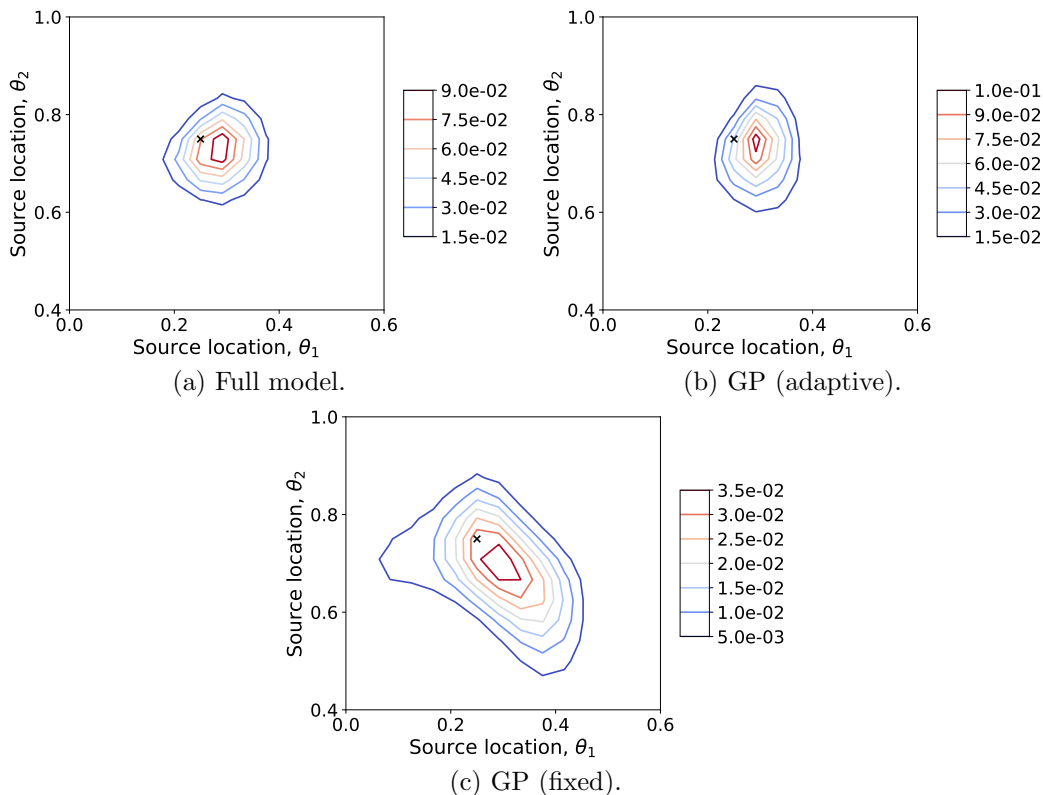 1.0
0.8
0.6
0.4
0.0 0.2 0.4 0.6
Source location, θ₂
Source location, θ₁
9.0e-02
7.5e-02
6.0e-02
4.5e-02
3.0e-02
1.5e-02
(a) Full model.
1.0
0.8
0.6
0.4
0.0 0.2 0.4 0.6
Source location, θ₂
Source location, θ₁
1.0e-01
9.0e-02
7.5e-02
6.0e-02
4.5e-02
3.0e-02
1.5e-02
(b) GP (adaptive).
1.0
0.8
0.6
0.4
0.0 0.2 0.4 0.6
Source location, θ₂
Source location, θ₁
3.5e-02
3.0e-02
2.5e-02
2.0e-02
1.5e-02
1.0e-02
5.0e-03
(c) GP (fixed).